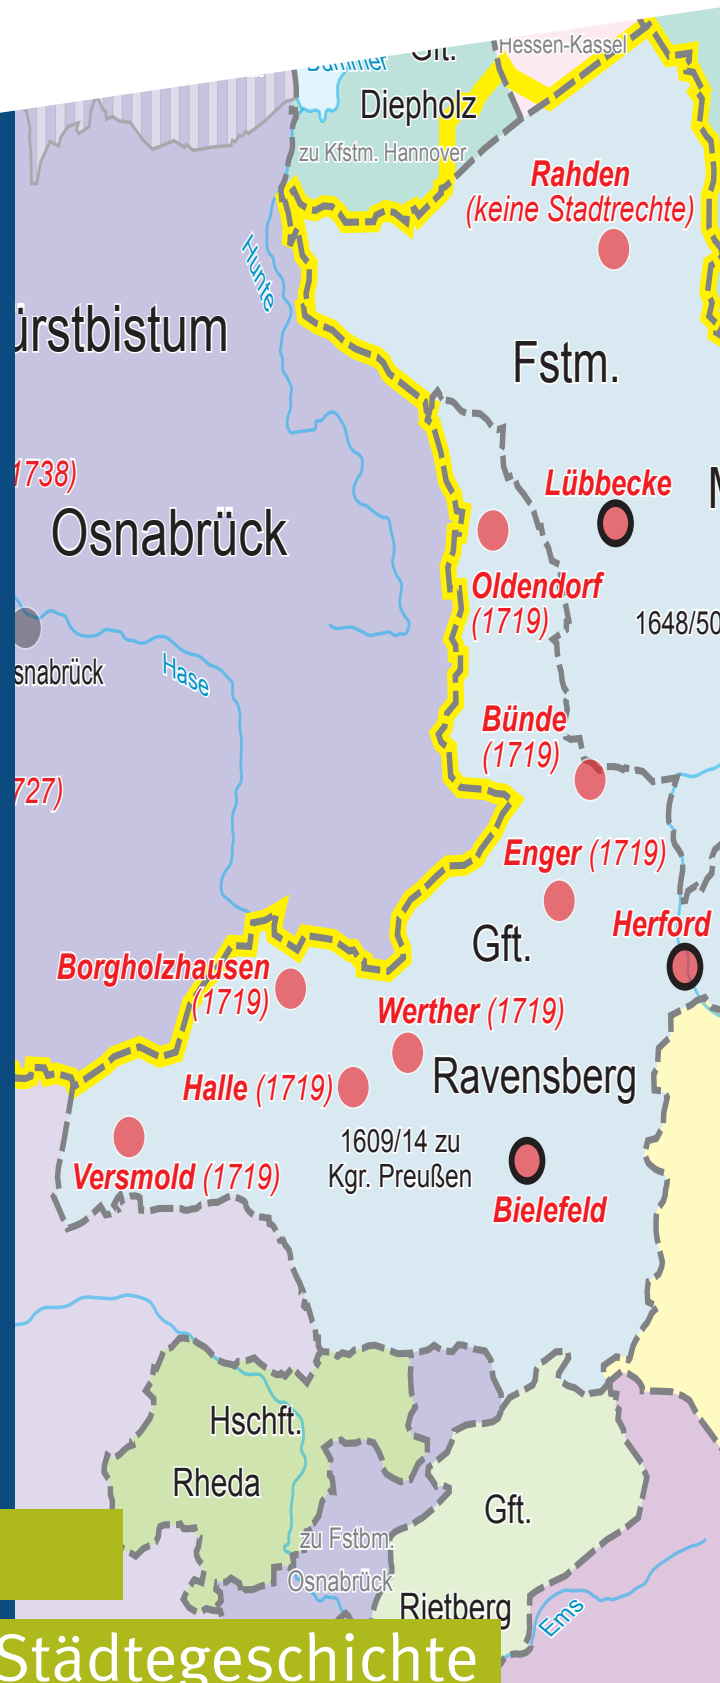 Hessen-Kassel
Gft.
Diepholz
zu Kfstm. Hannover
Rahden
(keine Stadtrechte)
Hunte
ürstbistum
Fstm.
1738)
Lübbecke
Osnabrück
Oldendorf
(1719)
1648/50
snabrück
Hase
Bünde
(1719)
727)
Enger (1719)
Herford
Gft.
Borgholzhausen
(1719)
Werther (1719)
Ravensberg
Halle (1719)
1609/14 zu
Kgr. Preußen
Versmold (1719)
Bielefeld
Hschft.
Rheda
Gft.
Rietberg
zu Fstbm.
Osnabrück
Ems
Städtegeschichte